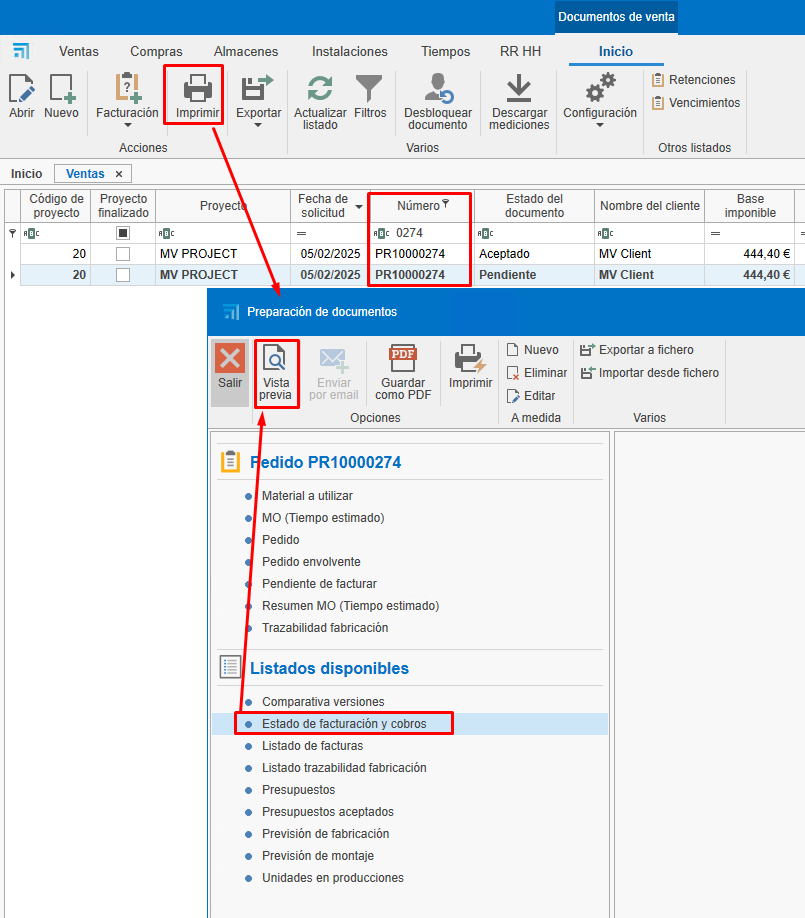 Documentos de venta
Ventas Compras Almacenes Instalaciones Tiempos RR HH Inicio
Abrir Nuevo Facturación Imprimir Exportar Actualizar listado Filtros Desbloquear documento Descargar mediciones Configuración Retenciones
Vencimientos
Acciones Varios Otros listados
Inicio Ventas ×
Código de proyecto Proyecto finalizado Proyecto Fecha de solicitud Número Estado del documento Nombre del cliente Base imponible
ABC ABC = ABC 0274 ABC ABC = =
20 MV PROJECT 05/02/2025 PR10000274 Aceptado MV Client 444,40 €
20 MV PROJECT 05/02/2025 PR10000274 Pendiente MV Client 444,40 €
Preparación de documentos
Salir Vista previa Enviar por email PDF Guardar como PDF Imprimir Nuevo Exportar a fichero
Eliminar Importar desde fichero
Editar
Opciones A medida Varios
Pedido PR10000274
Material a utilizar
MO (Tiempo estimado)
Pedido
Pedido envolvente
Pendiente de facturar
Resumen MO (Tiempo estimado)
Trazabilidad fabricación
Listados disponibles
Comparativa versiones
Estado de facturación y cobros
Listado de facturas
Listado trazabilidad fabricación
Presupuestos
Presupuestos aceptados
Previsión de fabricación
Previsión de montaje
Unidades en producciones